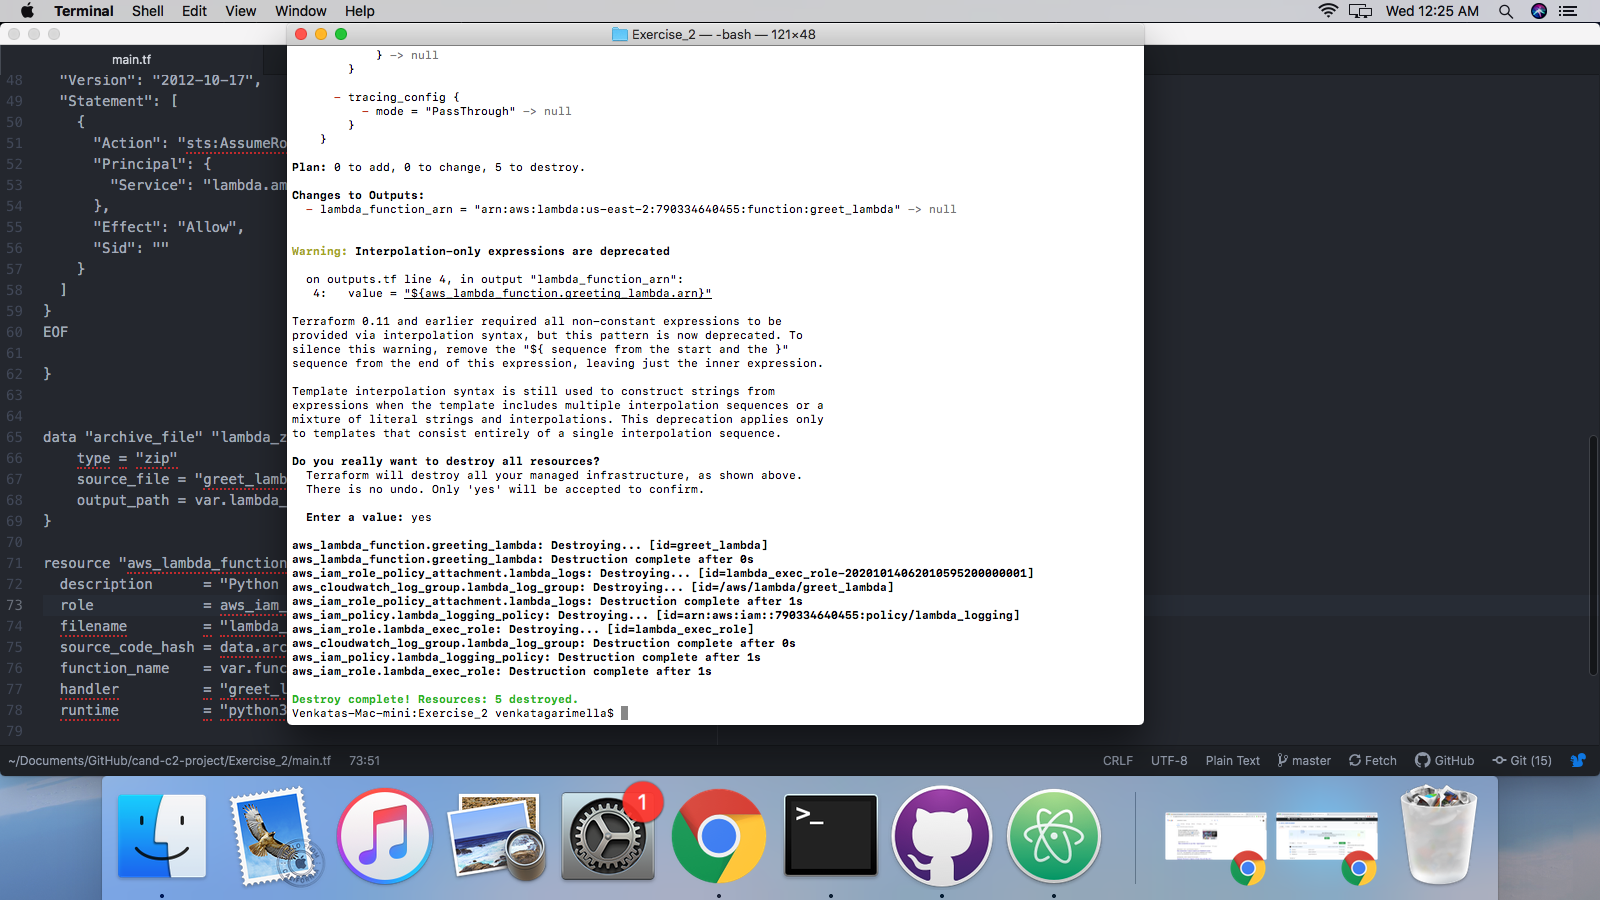 Terminal Shell Edit View Window Help Wed 12:25 AM
Exercise_2 — -bash — 121×48
main.tf
48 "Version": "2012-10-17",
49 "Statement": [
50 {
51 "Action": "sts:AssumeRo
52 "Principal": {
53 "Service": "lambda.am
54 },
55 "Effect": "Allow",
56 "Sid": ""
57 }
58 ]
59 }
60 EOF
61
62 }
63
64
65 data "archive_file" "lambda_z
66 type = "zip"
67 source_file = "greet_lamb
68 output_path = var.lambda_
69 }
70
71 resource "aws_lambda_function
72 description = "Python
73 role = aws_iam_
74 filename = "lambda_
75 source_code_hash = data.arc
76 function_name = var.func
77 handler = "greet_l
78 runtime = "python3
79
} -> null
}
- tracing_config {
- mode = "PassThrough" -> null
}
}
Plan: 0 to add, 0 to change, 5 to destroy.
Changes to Outputs:
- lambda_function_arn = "arn:aws:lambda:us-east-2:790334640455:function:greet_lambda" -> null
Warning: Interpolation-only expressions are deprecated
on outputs.tf line 4, in output "lambda_function_arn":
4: value = "${aws_lambda_function.greeting_lambda.arn}"
Terraform 0.11 and earlier required all non-constant expressions to be
provided via interpolation syntax, but this pattern is now deprecated. To
silence this warning, remove the "${ sequence from the start and the }"
sequence from the end of this expression, leaving just the inner expression.
Template interpolation syntax is still used to construct strings from
expressions when the template includes multiple interpolation sequences or a
mixture of literal strings and interpolations. This deprecation applies only
to templates that consist entirely of a single interpolation sequence.
Do you really want to destroy all resources?
Terraform will destroy all your managed infrastructure, as shown above.
There is no undo. Only 'yes' will be accepted to confirm.
Enter a value: yes
aws_lambda_function.greeting_lambda: Destroying... [id=greet_lambda]
aws_lambda_function.greeting_lambda: Destruction complete after 0s
aws_iam_role_policy_attachment.lambda_logs: Destroying... [id=lambda_exec_role-20201014062010595200000001]
aws_cloudwatch_log_group.lambda_log_group: Destroying... [id=/aws/lambda/greet_lambda]
aws_iam_role_policy_attachment.lambda_logs: Destruction complete after 1s
aws_iam_policy.lambda_logging_policy: Destroying... [id=arn:aws:iam::790334640455:policy/lambda_logging]
aws_iam_role.lambda_exec_role: Destroying... [id=lambda_exec_role]
aws_cloudwatch_log_group.lambda_log_group: Destruction complete after 0s
aws_iam_policy.lambda_logging_policy: Destruction complete after 1s
aws_iam_role.lambda_exec_role: Destruction complete after 1s
Destroy complete! Resources: 5 destroyed.
Venkatas-Mac-mini:Exercise_2 venkatagarimella$
~/Documents/GitHub/cand-c2-project/Exercise_2/main.tf 73:51 CRLF UTF-8 Plain Text master Fetch GitHub Git (15)
1
>_